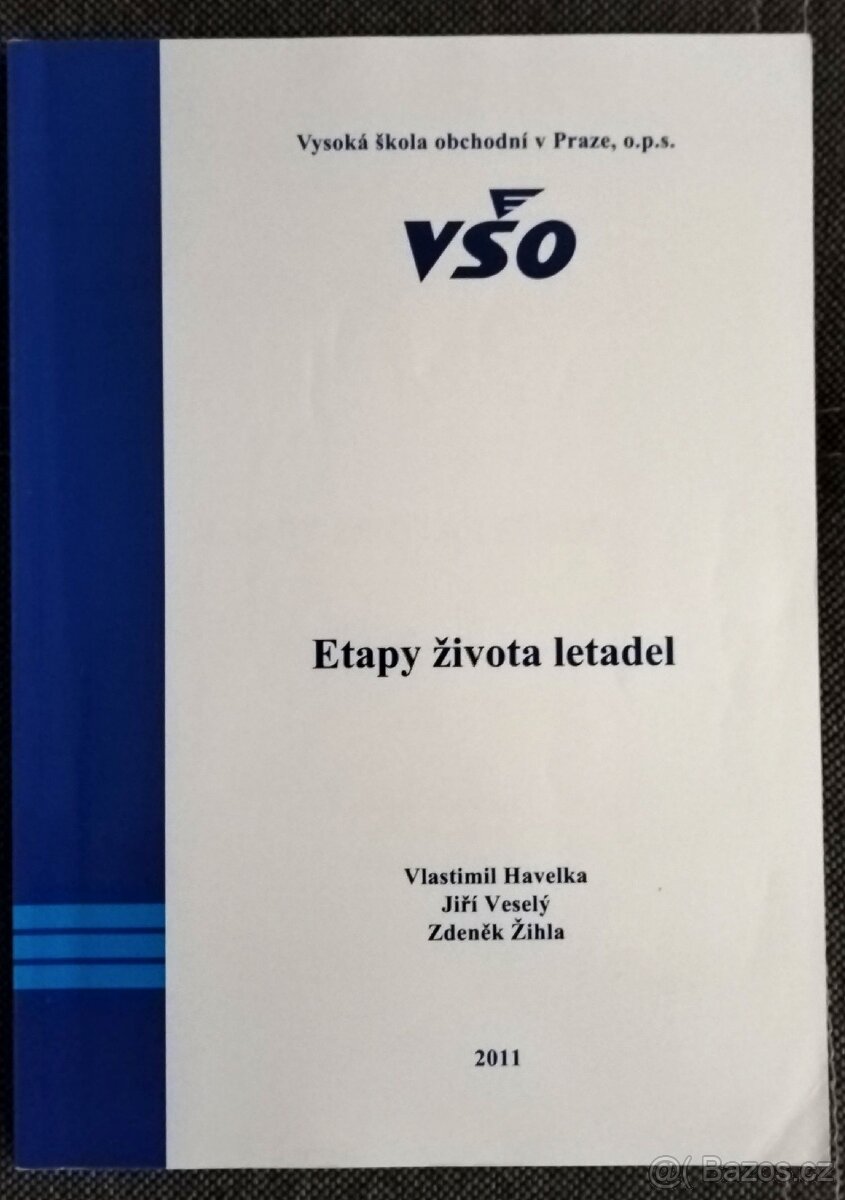 Vysoká škola obchodní v Praze, o.p.s.
VŠO
Etapy života letadel
Vlastimil Havelka
Jiří Veselý
Zdeněk Žihla
2011
@( Bazos.cz